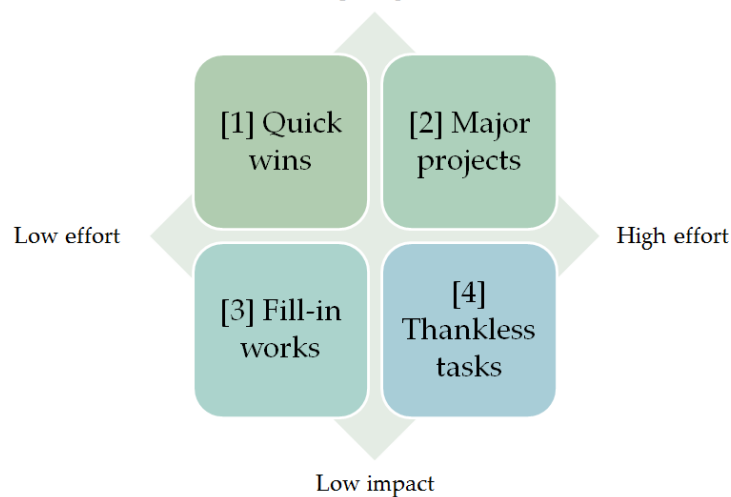 [1] Quick
wins
[2] Major
projects
Low effort
High effort
[3] Fill-in
works
[4]
Thankless
tasks
Low impact